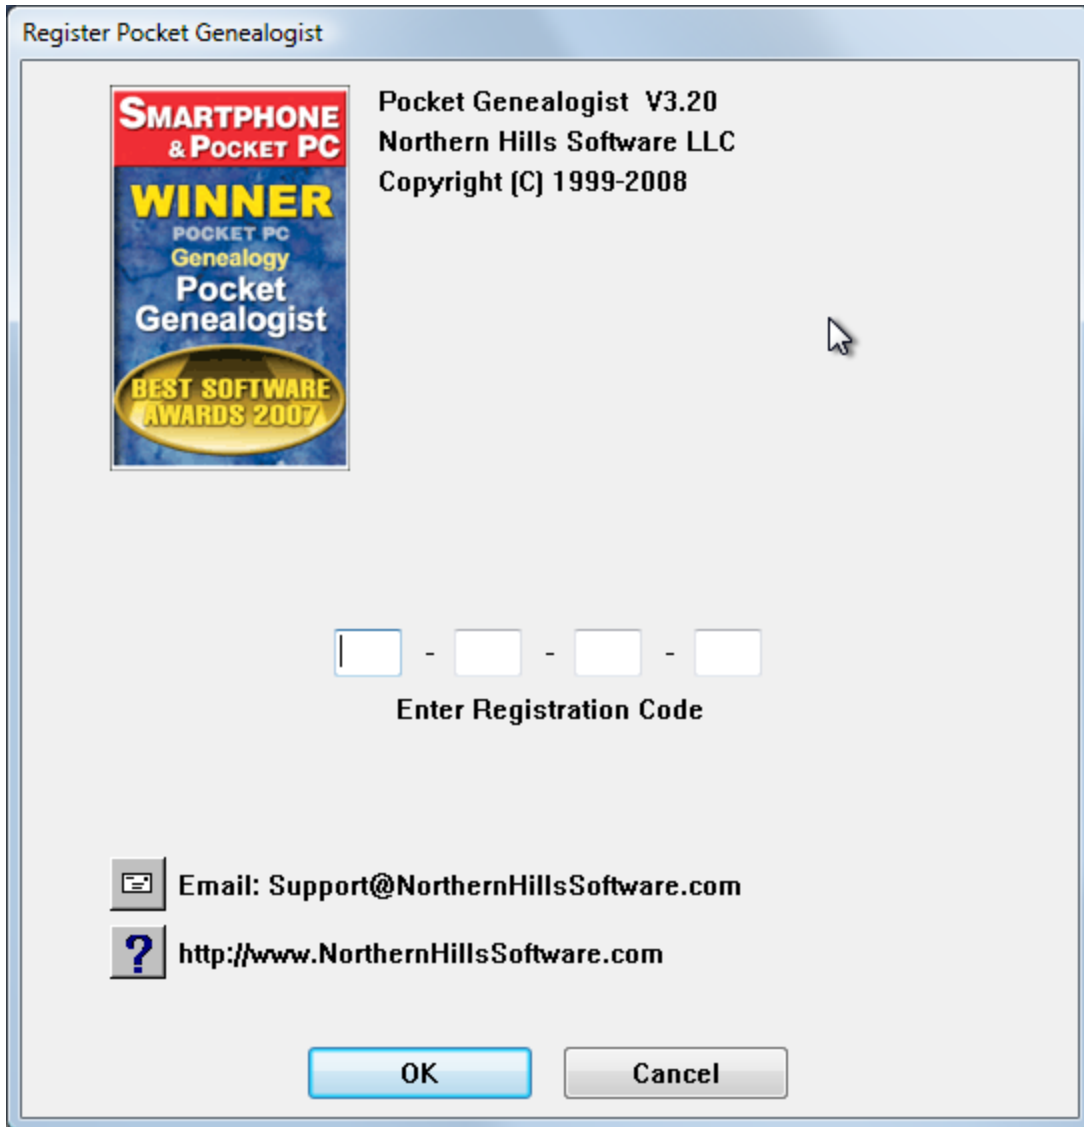 Register Pocket Genealogist
SMARTPHONE
& POCKET PC
WINNER
POCKET PC
Genealogy
Pocket
Genealogist
BEST SOFTWARE
AWARDS 2007
Pocket Genealogist V3.20
Northern Hills Software LLC
Copyright (C) 1999-2008
- - -
Enter Registration Code
Email: Support@NorthernHillsSoftware.com
? http://www.NorthernHillsSoftware.com
OK Cancel